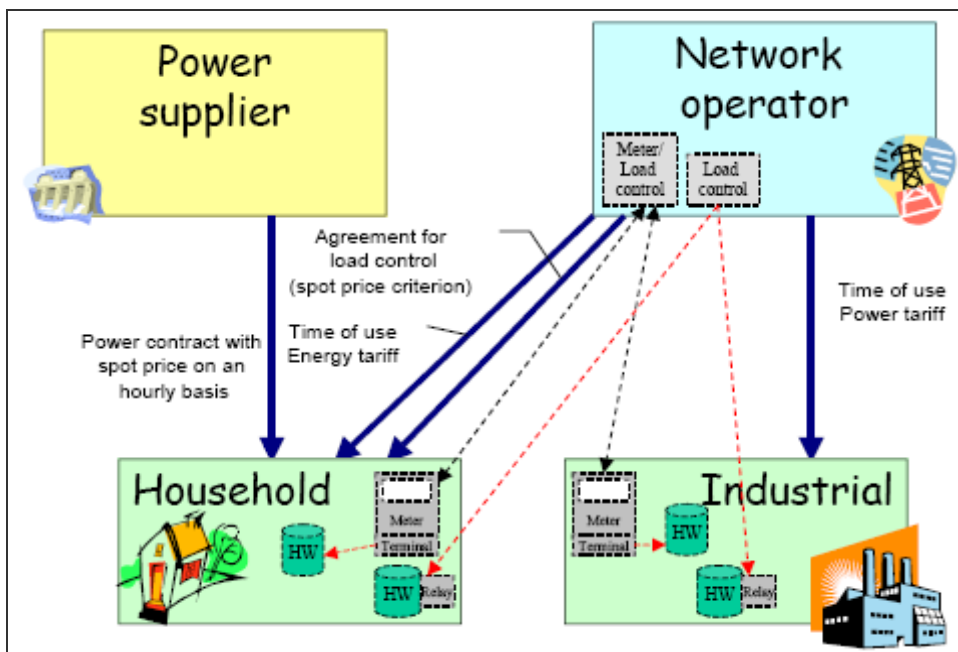 Power
supplier
Network
operator
Meter/
Load
control
Load
control
Agreement for
load control
(spot price criterion)
Time of use
Energy tariff
Power contract with
spot price on an
hourly basis
Time of use
Power tariff
Household
Meter
Terminal
HW
HW
Relay
Industrial
Meter
Terminal
HW
HW
Relay